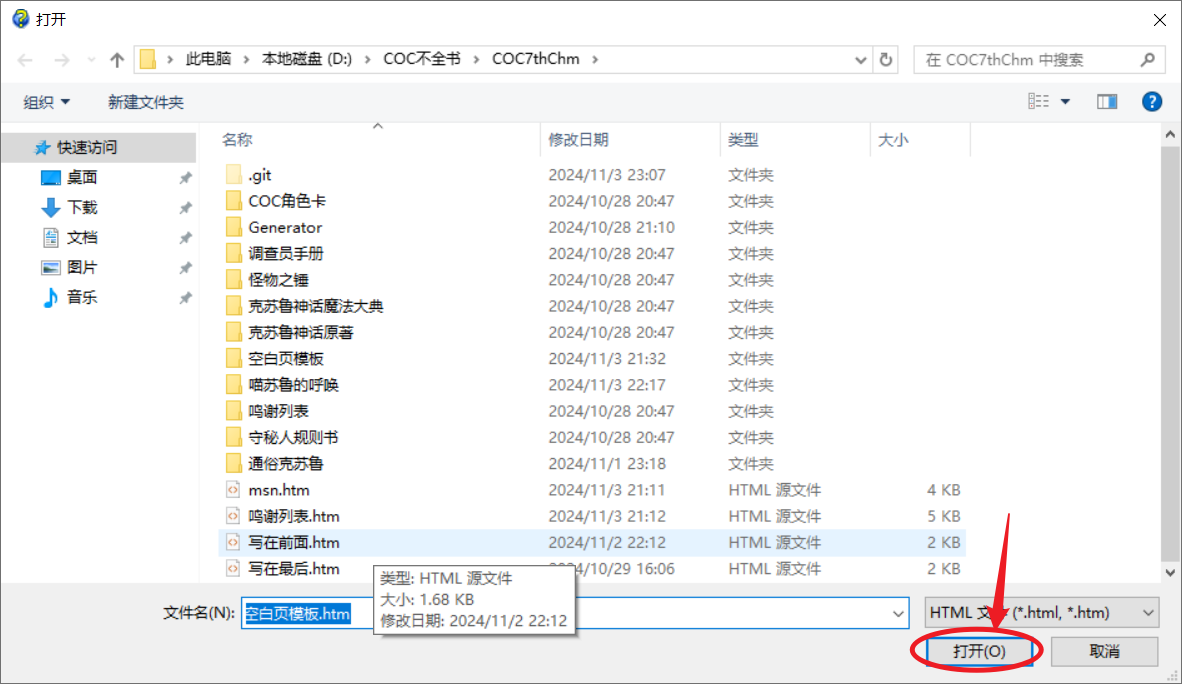 打开
此电脑 › 本地磁盘 (D:) › COC不全书 › COC7thChm ›
在 COC7thChm 中搜索
组织
新建文件夹
快速访问
桌面
下载
文档
图片
音乐
名称 修改日期 类型 大小
.git 2024/11/3 23:07 文件夹
COC角色卡 2024/10/28 20:47 文件夹
Generator 2024/10/28 21:10 文件夹
调查员手册 2024/10/28 20:47 文件夹
怪物之锤 2024/10/28 20:47 文件夹
克苏鲁神话魔法大典 2024/10/28 20:47 文件夹
克苏鲁神话原著 2024/10/28 20:47 文件夹
空白页模板 2024/11/3 21:32 文件夹
喵苏鲁的呼唤 2024/11/3 22:17 文件夹
鸣谢列表 2024/10/28 20:47 文件夹
守秘人规则书 2024/10/28 20:47 文件夹
通俗克苏鲁 2024/11/1 23:18 文件夹
msn.htm 2024/11/3 21:11 HTML 源文件 4 KB
鸣谢列表.htm 2024/11/3 21:12 HTML 源文件 5 KB
写在前面.htm 2024/11/2 22:12 HTML 源文件 2 KB
写在最后.htm 4/10/29 16:06 HTML 源文件 2 KB
类型: HTML 源文件
大小: 1.68 KB
修改日期: 2024/11/2 22:12
文件名(N):
空白页模板.htm
HTML 文 (*.html, *.htm)
打开(O)
取消